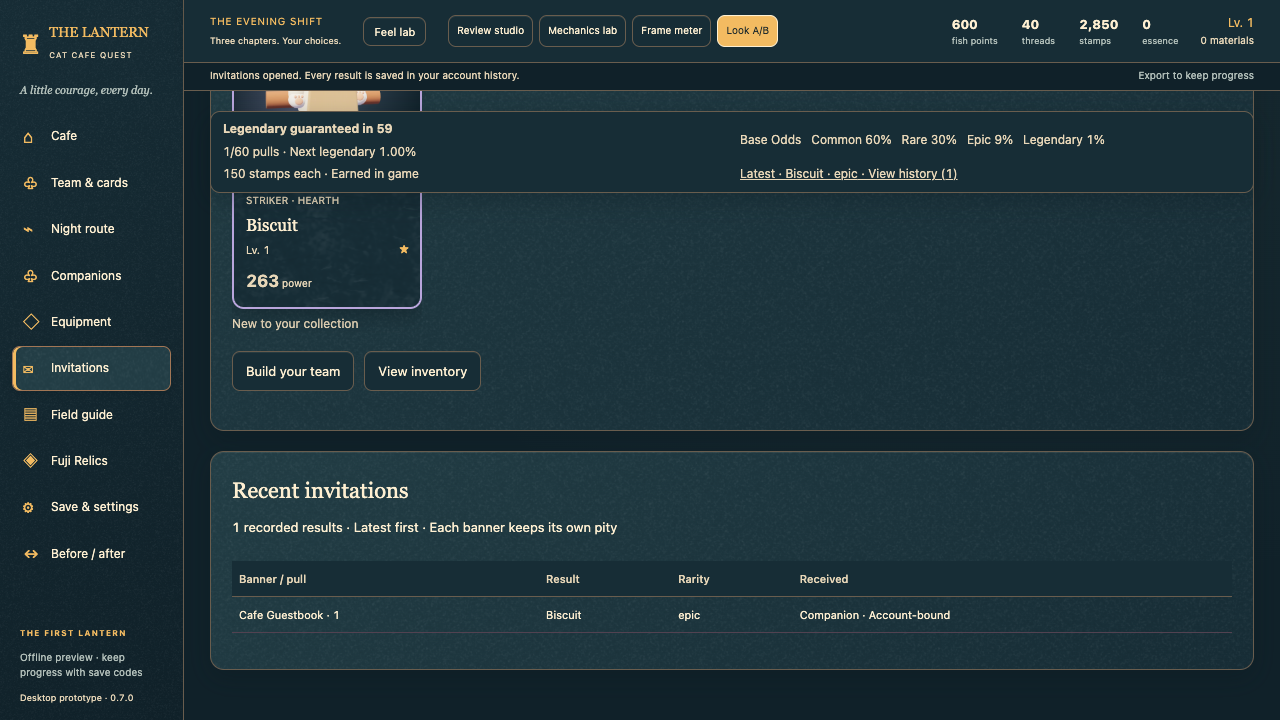 THE LANTERN
CAT CAFE QUEST
A little courage, every day.
Cafe
Team & cards
Night route
Companions
Equipment
Invitations
Field guide
Fuji Relics
Save & settings
Before / after
THE FIRST LANTERN
Offline preview · keep
progress with save codes
Desktop prototype · 0.7.0
THE EVENING SHIFT
Three chapters. Your choices.
Feel lab
Review studio
Mechanics lab
Frame meter
Look A/B
600
fish points
40
threads
2,850
stamps
0
essence
Lv. 1
0 materials
Invitations opened. Every result is saved in your account history.
Export to keep progress
Legendary guaranteed in 59
1/60 pulls · Next legendary 1.00%
150 stamps each · Earned in game
Base Odds Common 60% Rare 30% Epic 9% Legendary 1%
Latest · Biscuit · epic · View history (1)
STRIKER · HEARTH
Biscuit
Lv. 1
263 power
New to your collection
Build your team
View inventory
Recent invitations
1 recorded results · Latest first · Each banner keeps its own pity
Banner / pull Result Rarity Received
Cafe Guestbook · 1 Biscuit epic Companion · Account-bound